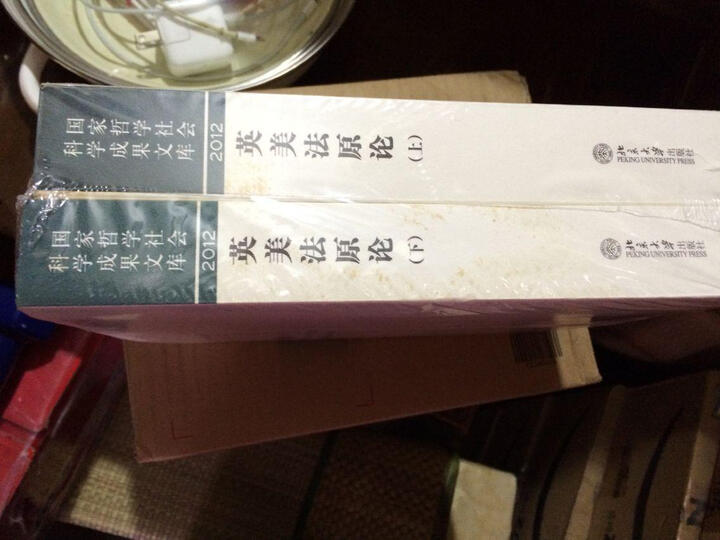 国家哲学社会
科学成果文库
2012
英美法原论
(上)
北京大学出版社
PEKING UNIVERSITY PRESS
国家哲学社会
科学成果文库
2012
英美法原论
(下)
北京大学出版社
PEKING UNIVERSITY PRESS